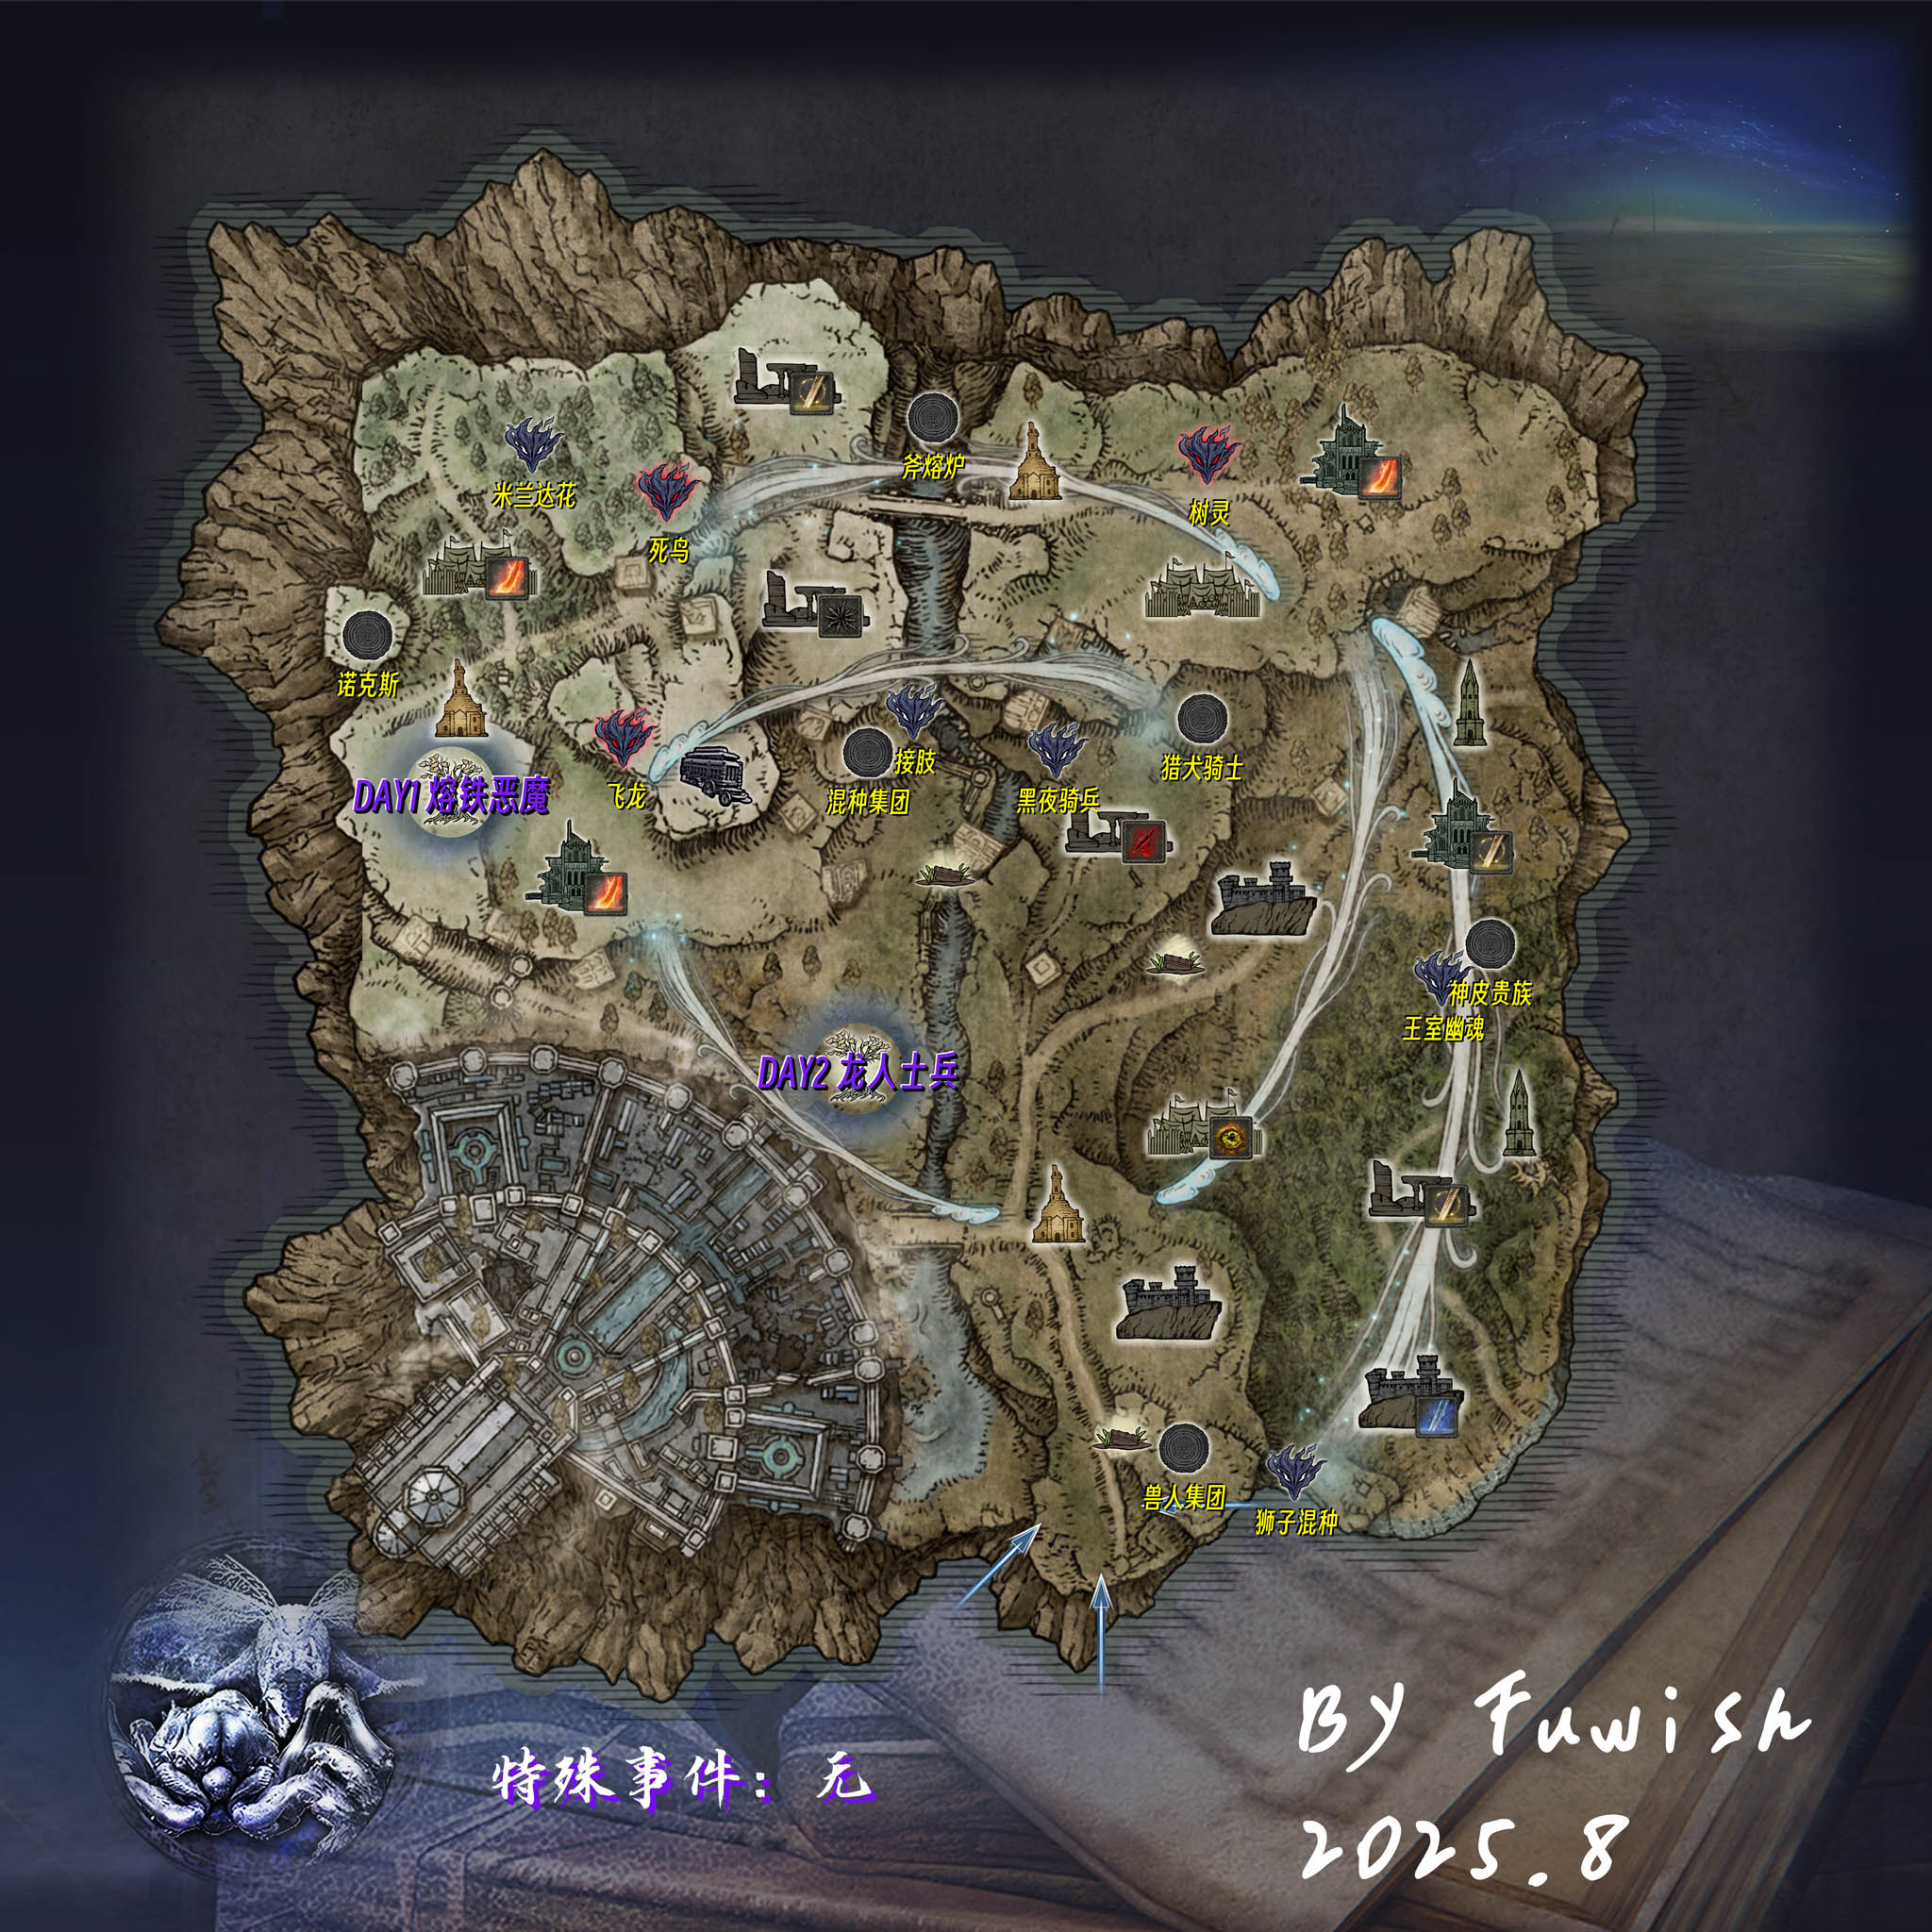 斧熔炉
米兰达花
树灵
死鸟
诺克斯
接肢
猎犬骑士
飞龙
混种集团
黑夜骑兵
DAY1 熔铁恶魔
神皮贵族
王室幽魂
DAY2 龙人士兵
兽人集团
狮子混种
特殊事件：无
By Fuwish
2025.8